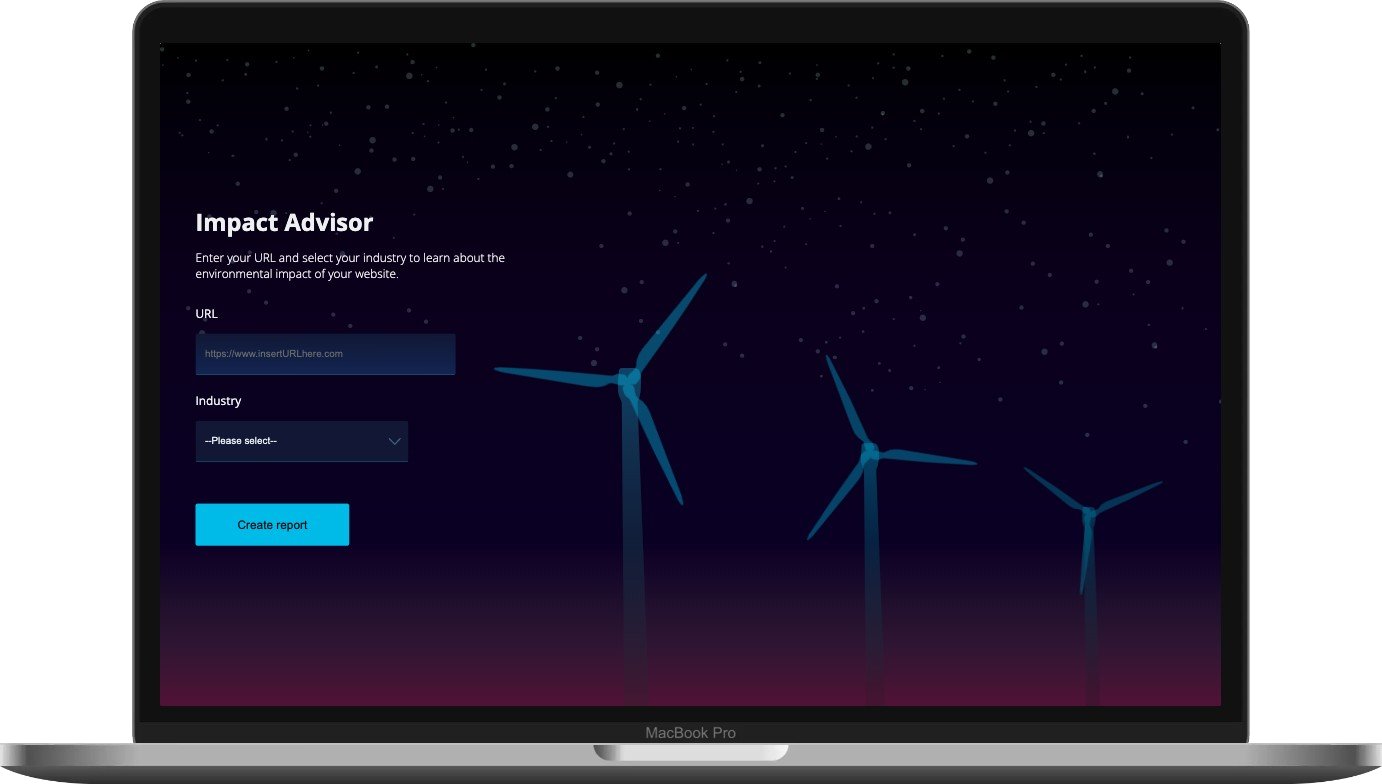 Impact Advisor
Enter your URL and select your industry to learn about the
environmental impact of your website.
URL
https://www.insertURLhere.com
Industry
--Please select--
Create report
MacBook Pro